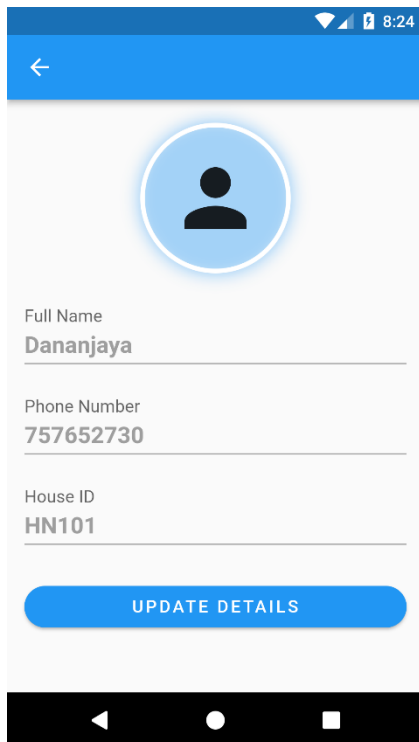 8:24
Full Name
Dananjaya
Phone Number
757652730
House ID
HN101
UPDATE DETAILS